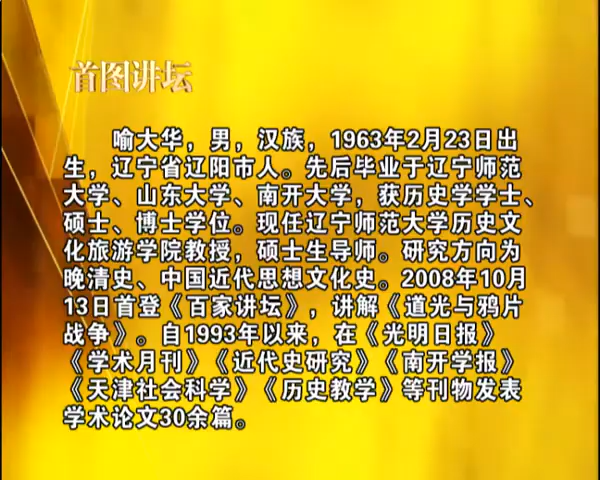 首图讲坛
喻大华，男，汉族，1963年2月23日出
生，辽宁省辽阳市人。先后毕业于辽宁师范
大学、山东大学、南开大学，获历史学学士、
硕士、博士学位。现任辽宁师范大学历史文
化旅游学院教授，硕士生导师。研究方向为
晚清史、中国近代思想文化史。2008年10月
13日首登《百家讲坛》，讲解《道光与鸦片
战争》。自1993年以来，在《光明日报》
《学术月刊》《近代史研究》《南开学报》
《天津社会科学》《历史教学》等刊物发表
学术论文30余篇。